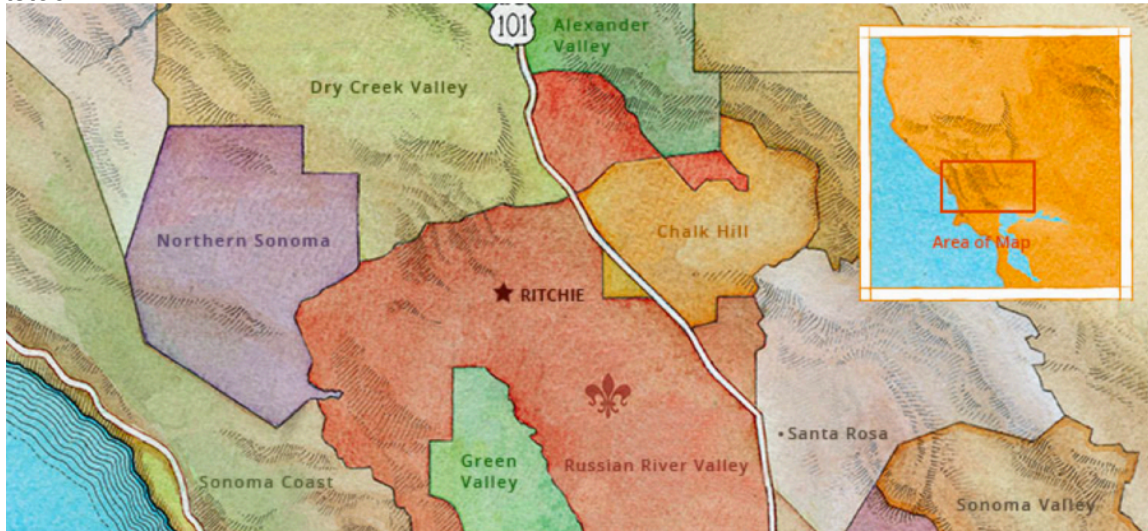 101
Alexander
Valley
Dry Creek Valley
Northern Sonoma
Chalk Hill
Area of Map
RITCHIE
Green
Valley
Russian River Valley
Santa Rosa
Sonoma Coast
Sonoma Valley